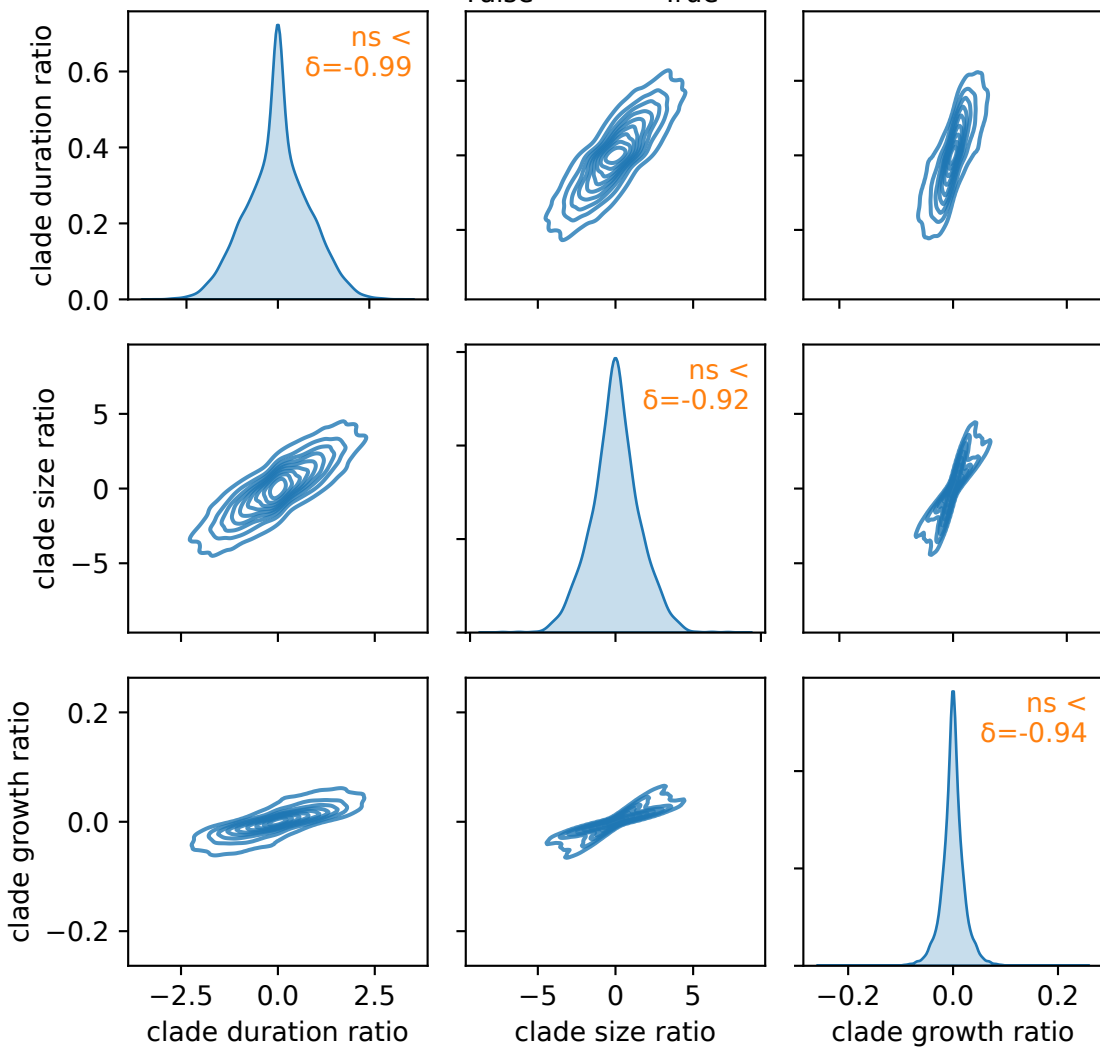 clade duration ratio
0.6
0.4
0.2
0.0
ns <
δ=-0.99
clade size ratio
5
0
−5
ns <
δ=-0.92
clade growth ratio
0.2
0.0
−0.2
ns <
δ=-0.94
−2.5 0.0 2.5
clade duration ratio
−5 0 5
clade size ratio
−0.2 0.0 0.2
clade growth ratio